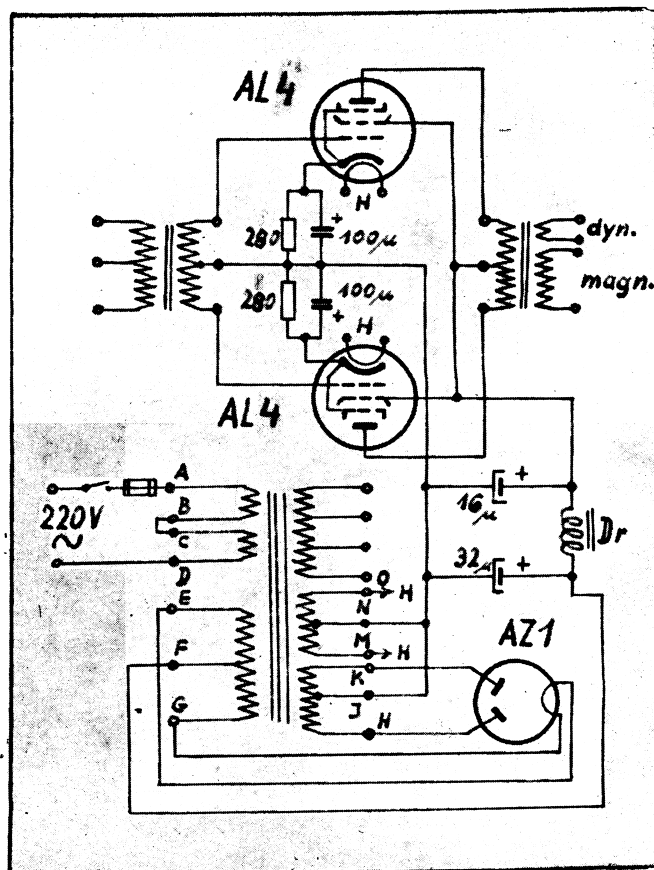 AL4
H
280
+
100µ
dyn.
280
100µ
magn.
+
H
AL4
A
220V
B
C
16µ
+
Dr
D
32µ
+
O
E
H
N
AZ1
M
H
F
K
G
J
H